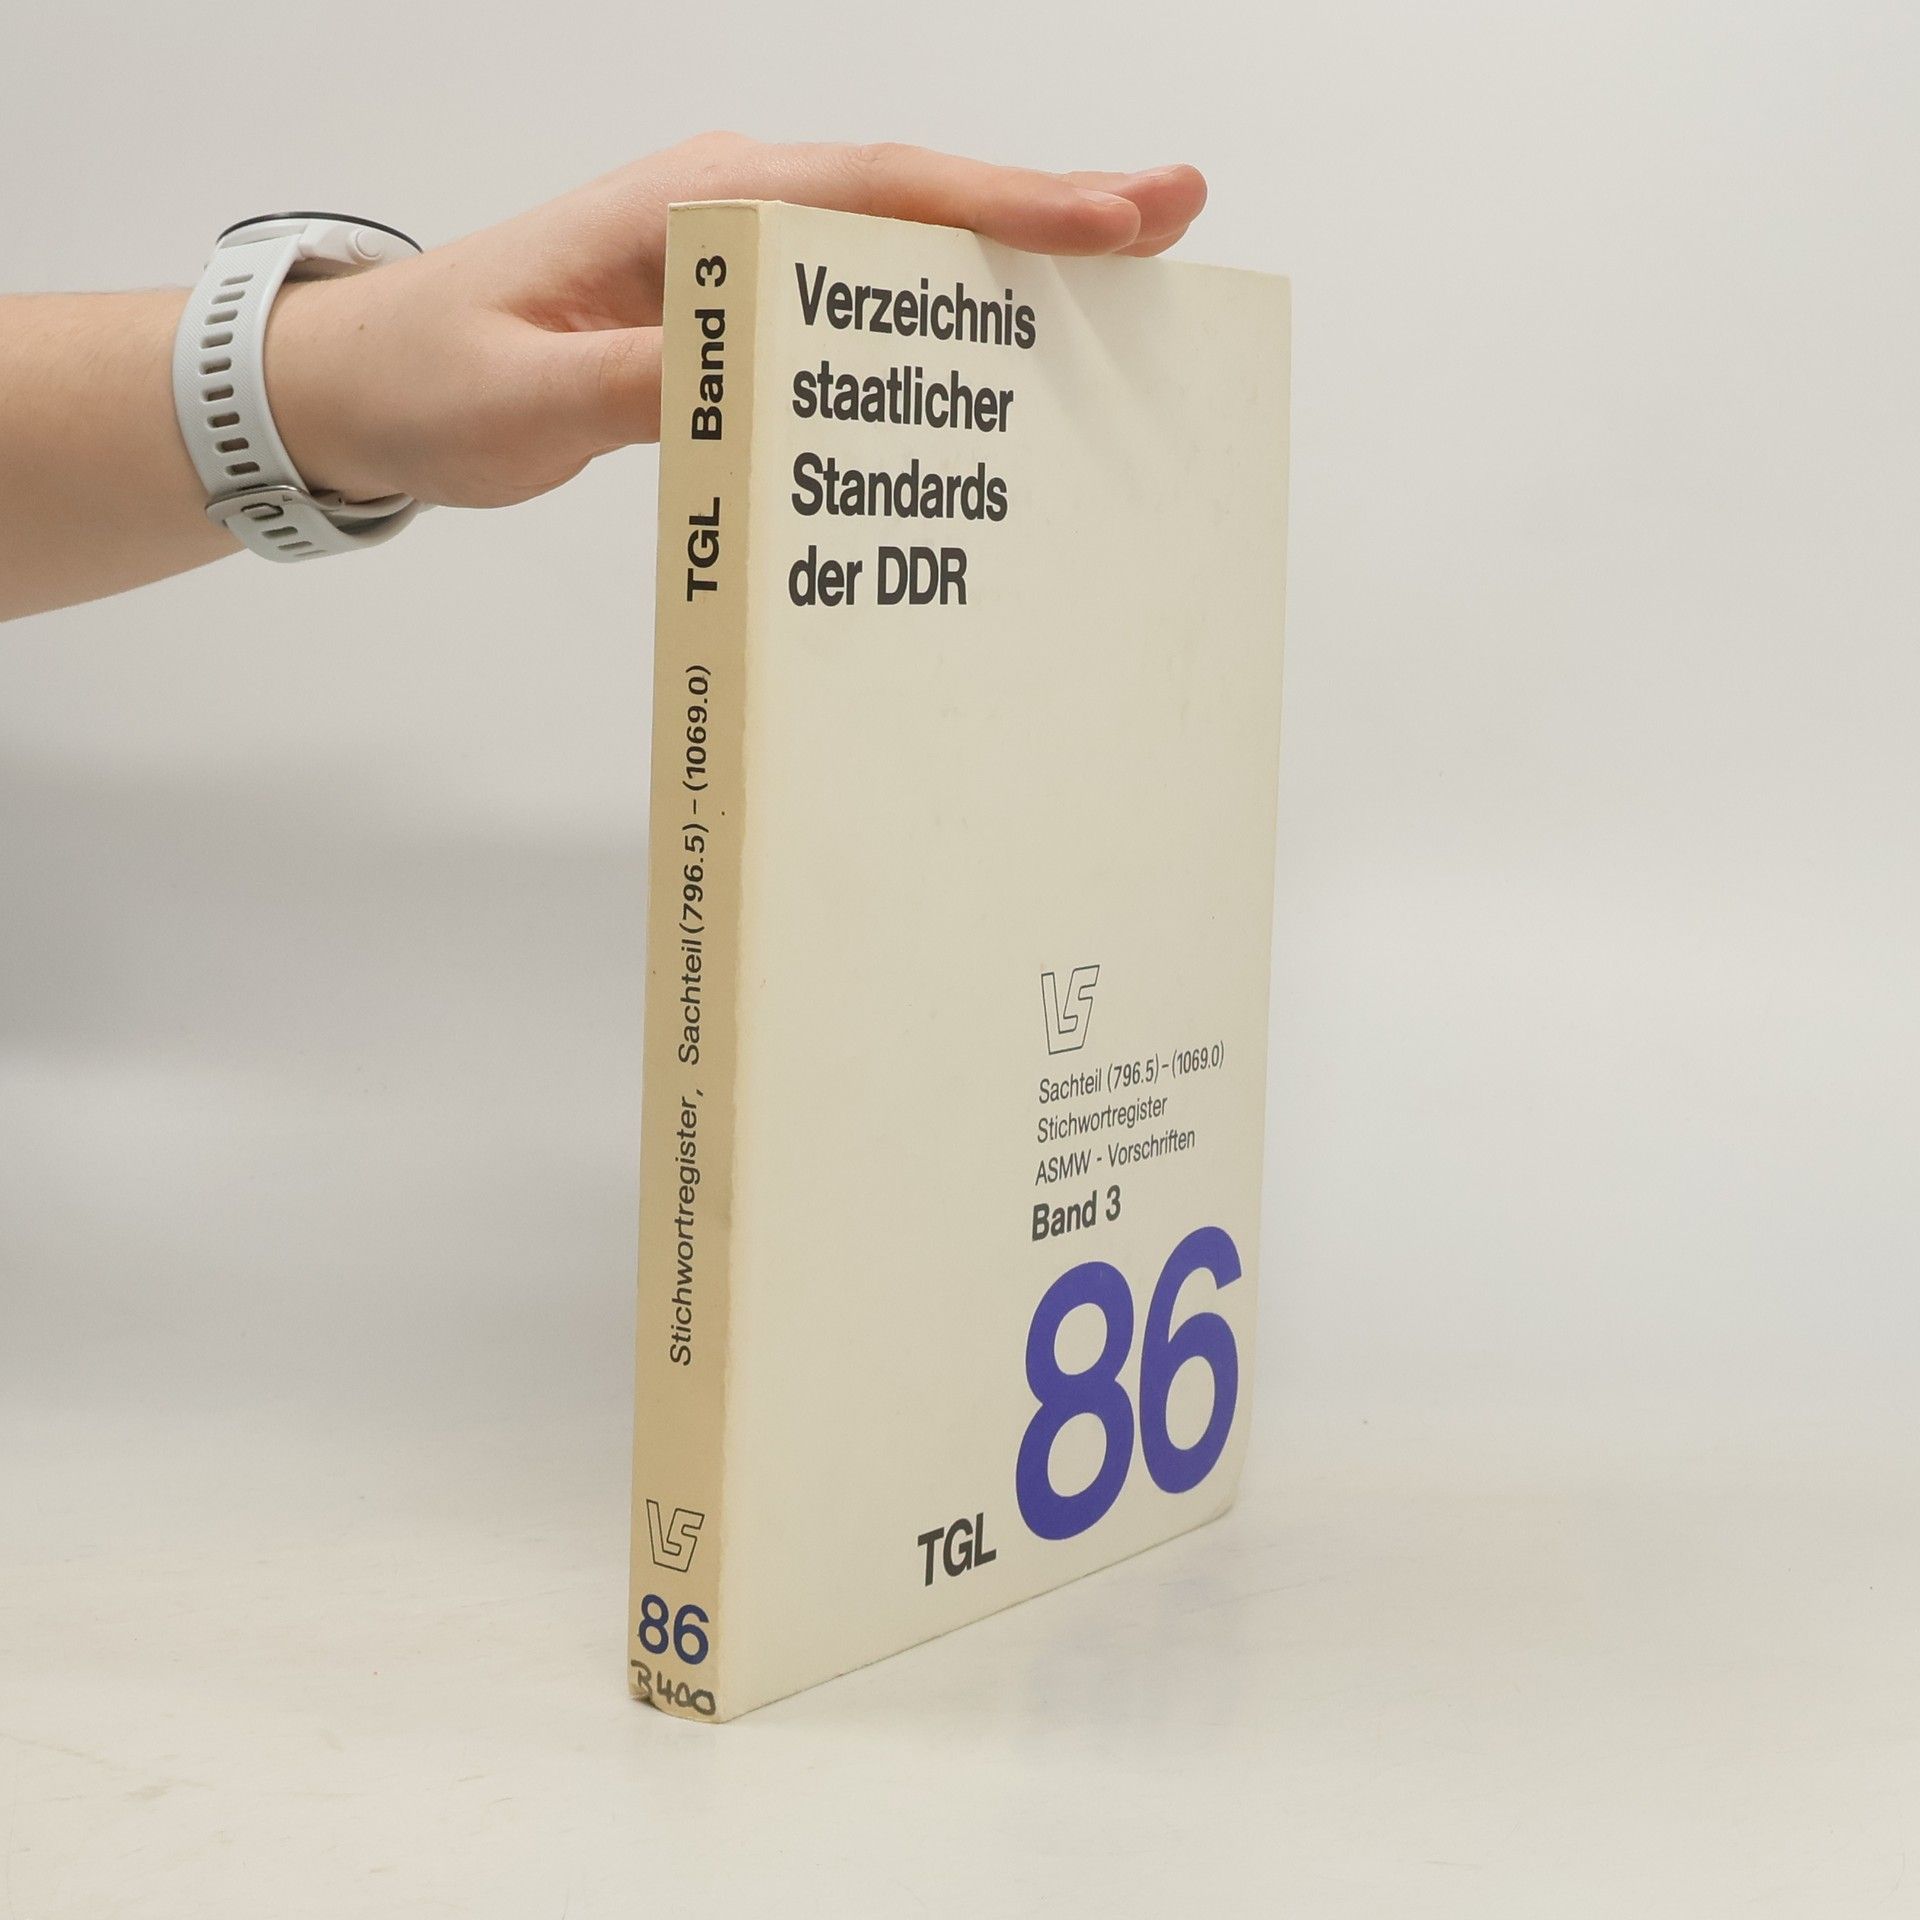 Verzeichnis
staatlicher
Standards
der DDR
Sachteil (796.5)-(1069.0)
Stichwortregister
ASMW - Vorschriften
Band 3
86
TGL
Stichwortregister, Sachteil (796.5) - (1069.0) TGL Band 3
86
B400